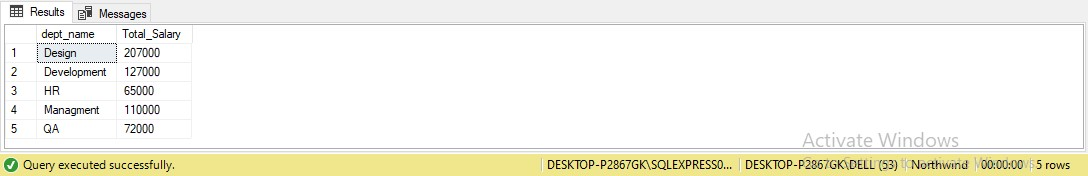 Results Messages
dept_name Total_Salary
1 Design 207000
2 Development 127000
3 HR 65000
4 Managment 110000
5 QA 72000
Activate Windows
Query executed successfully. DESKTOP-P2867GK\SQLEXPRESS0... DESKTOP-P2867GK\DELL (53) Northwind 00:00:00 5 rows